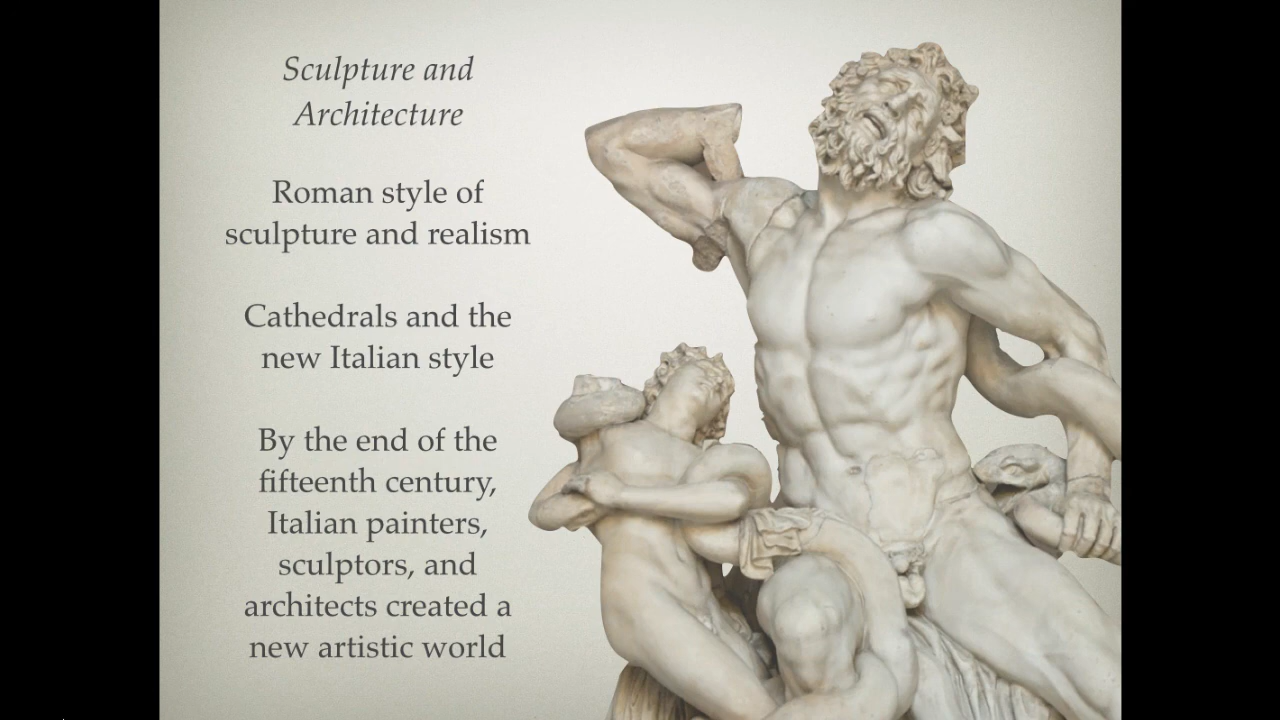 Sculpture and
Architecture
Roman style of
sculpture and realism
Cathedrals and the
new Italian style
By the end of the
fifteenth century,
Italian painters,
sculptors, and
architects created a
new artistic world